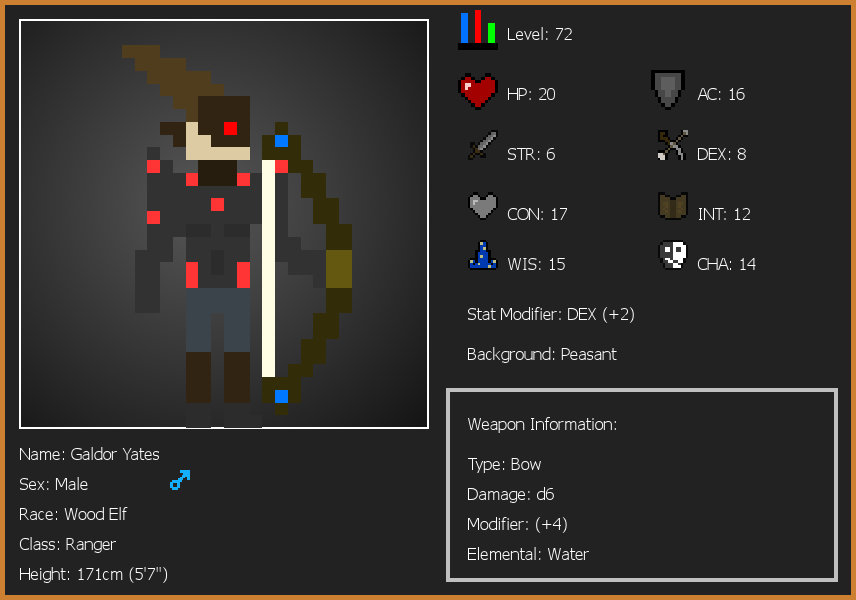 Level: 72
HP: 20
AC: 16
STR: 6
DEX: 8
CON: 17
INT: 12
WIS: 15
CHA: 14
Stat Modifier: DEX (+2)
Background: Peasant
Weapon Information:
Type: Bow
Damage: d6
Modifier: (+4)
Elemental: Water
Name: Galdor Yates
Sex: Male
Race: Wood Elf
Class: Ranger
Height: 171cm (5'7")